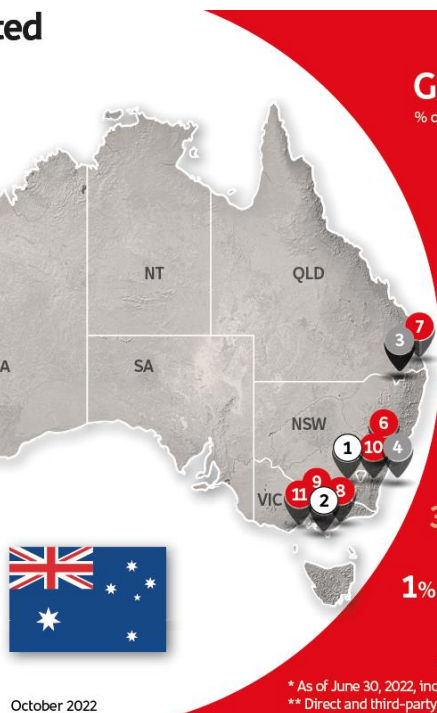 ted
G
% o
NT
QLD
7
3
A
SA
NSW
6
1
10
4
VIC
9
11
8
2
3
1%
* As of June 30, 2022, inc
October 2022
** Direct and third-party